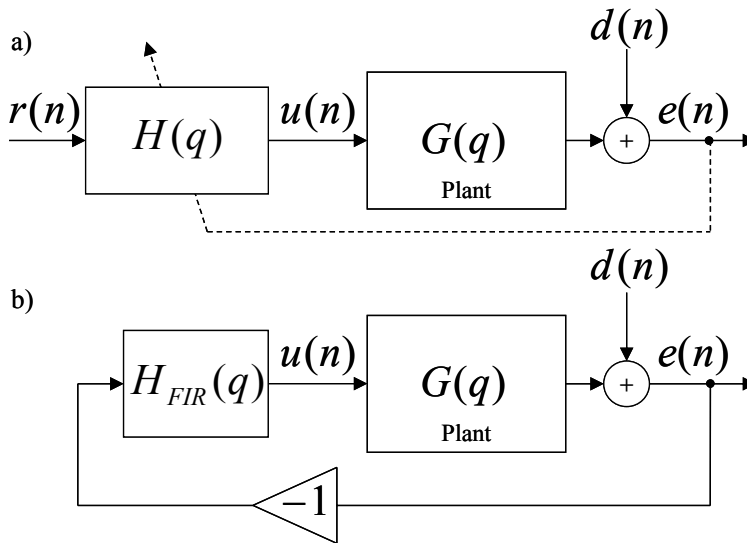 a)
d(n)
r(n)
H(q)
u(n)
G(q)
Plant
+
e(n)
b)
d(n)
H_FIR(q)
u(n)
G(q)
Plant
+
e(n)
−1